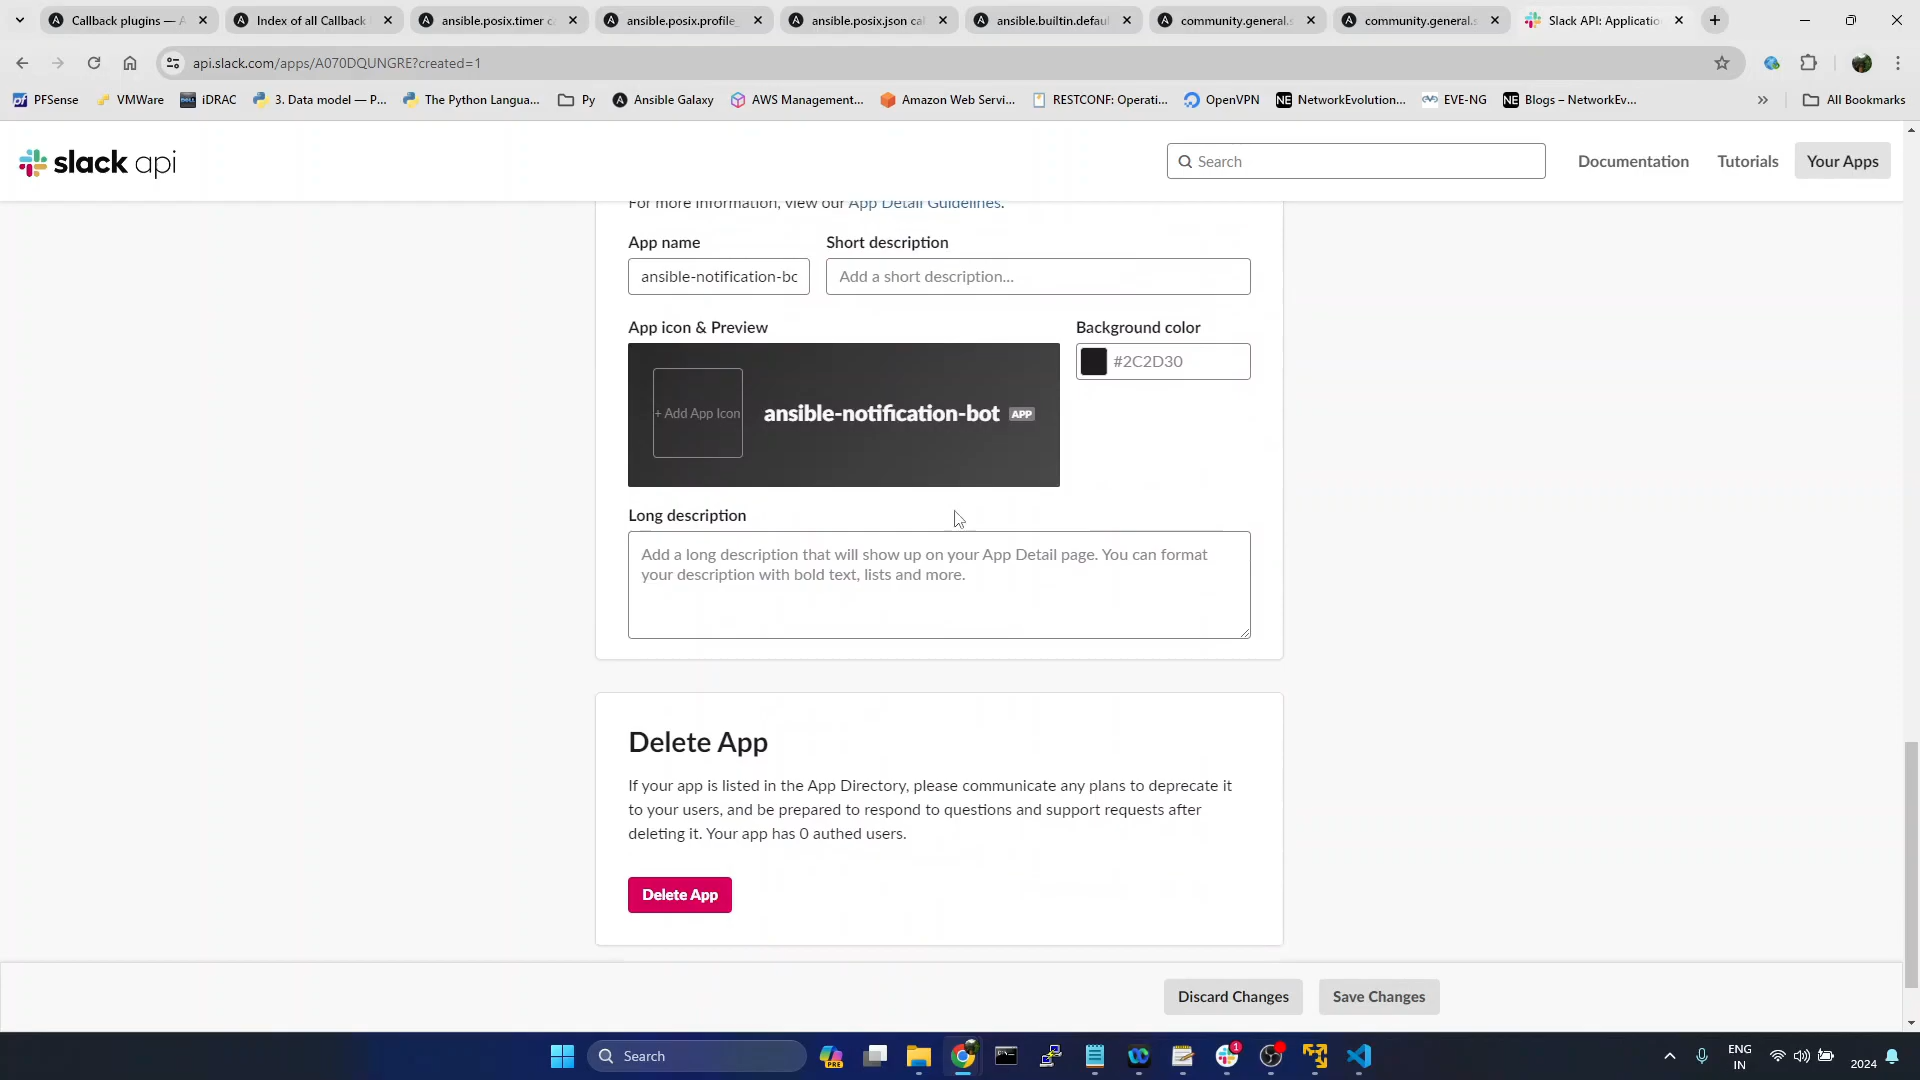 Callback plugins — A
Index of all Callback
ansible.posix.timer c
ansible.posix.profile_
ansible.posix.json cal
ansible.builtin.defau
community.general.s
community.general.s
Slack API: Applicatio
api.slack.com/apps/A070DQUNGRE?created=1
PFSense
VMWare
iDRAC
3. Data model — P...
The Python Langua...
Py
Ansible Galaxy
AWS Management...
Amazon Web Servi...
RESTCONF: Operati...
OpenVPN
NetworkEvolution...
EVE-NG
Blogs – NetworkEv...
All Bookmarks
slack api
Search
Documentation
Tutorials
Your Apps
For more information, view our App Detail Guidelines.
App name
Short description
ansible-notification-bo
Add a short description...
App icon & Preview
Background color
+ Add App Icon
ansible-notification-bot APP
#2C2D30
Long description
Add a long description that will show up on your App Detail page. You can format
your description with bold text, lists and more.
Delete App
If your app is listed in the App Directory, please communicate any plans to deprecate it
to your users, and be prepared to respond to questions and support requests after
deleting it. Your app has 0 authed users.
Delete App
Discard Changes
Save Changes
Search
PRE
1
ENG
IN
2024